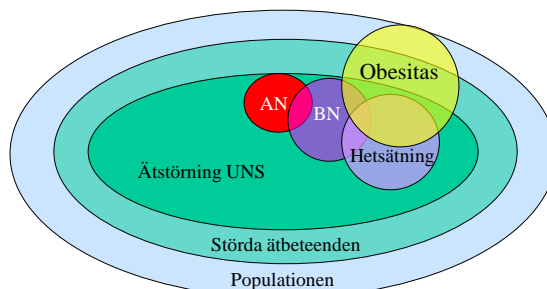 Obesitas
AN
BN
Hetsätning
Ätstörning UNS
Störda ätbeteenden
Populationen